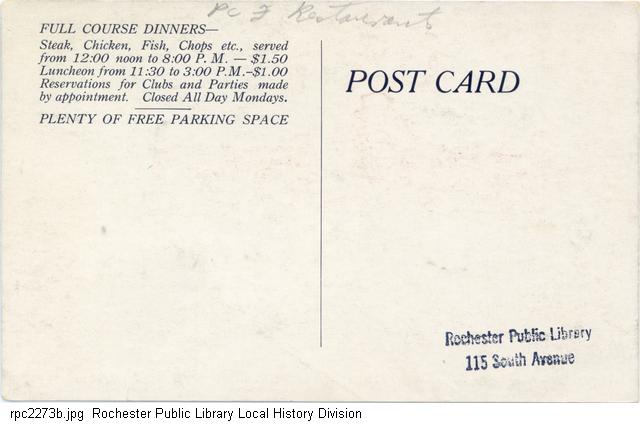 pc F Restaurants
FULL COURSE DINNERS—
Steak, Chicken, Fish, Chops etc., served
from 12:00 noon to 8:00 P. M. — $1.50
Luncheon from 11:30 to 3:00 P.M.–$1.00
Reservations for Clubs and Parties made
by appointment. Closed All Day Mondays.
PLENTY OF FREE PARKING SPACE
POST CARD
Rochester Public Library
115 South Avenue
rpc2273b.jpg Rochester Public Library Local History Division